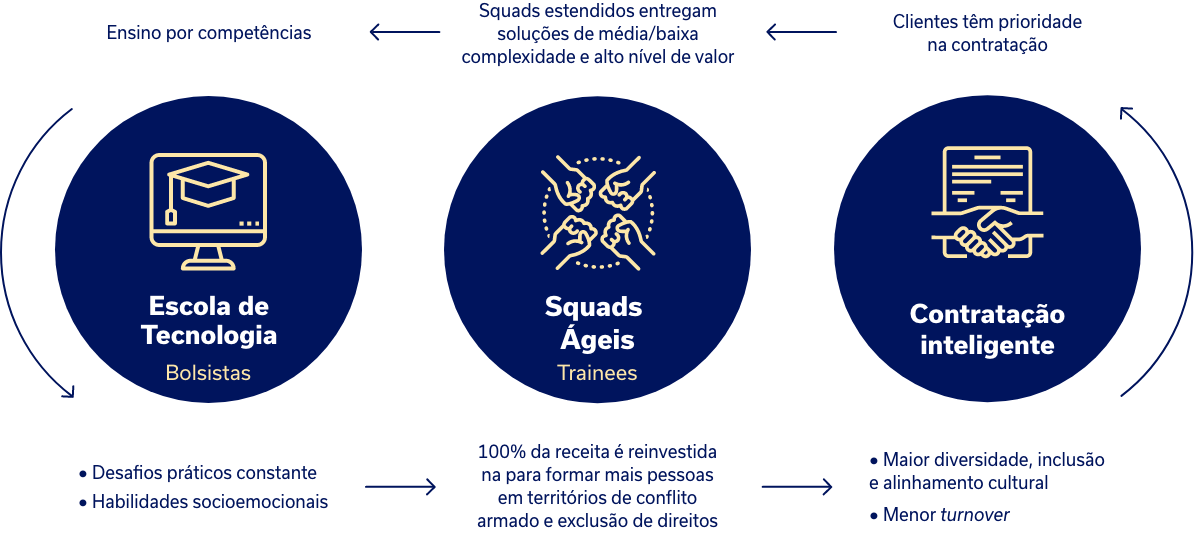 Ensino por competências
Squads estendidos entregam
soluções de média/baixa
complexidade e alto nível de valor
Clientes têm prioridade
na contratação
Escola de
Tecnologia
Bolsistas
Squads
Ágeis
Trainees
Contratação
inteligente
• Desafios práticos constante
• Habilidades socioemocionais
100% da receita é reinvestida
na para formar mais pessoas
em territórios de conflito
armado e exclusão de direitos
• Maior diversidade, inclusão
e alinhamento cultural
• Menor turnover